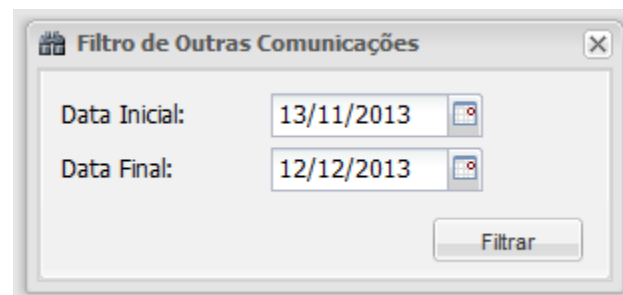 Filtro de Outras Comunicações
Data Inicial: 13/11/2013
Data Final: 12/12/2013
Filtrar